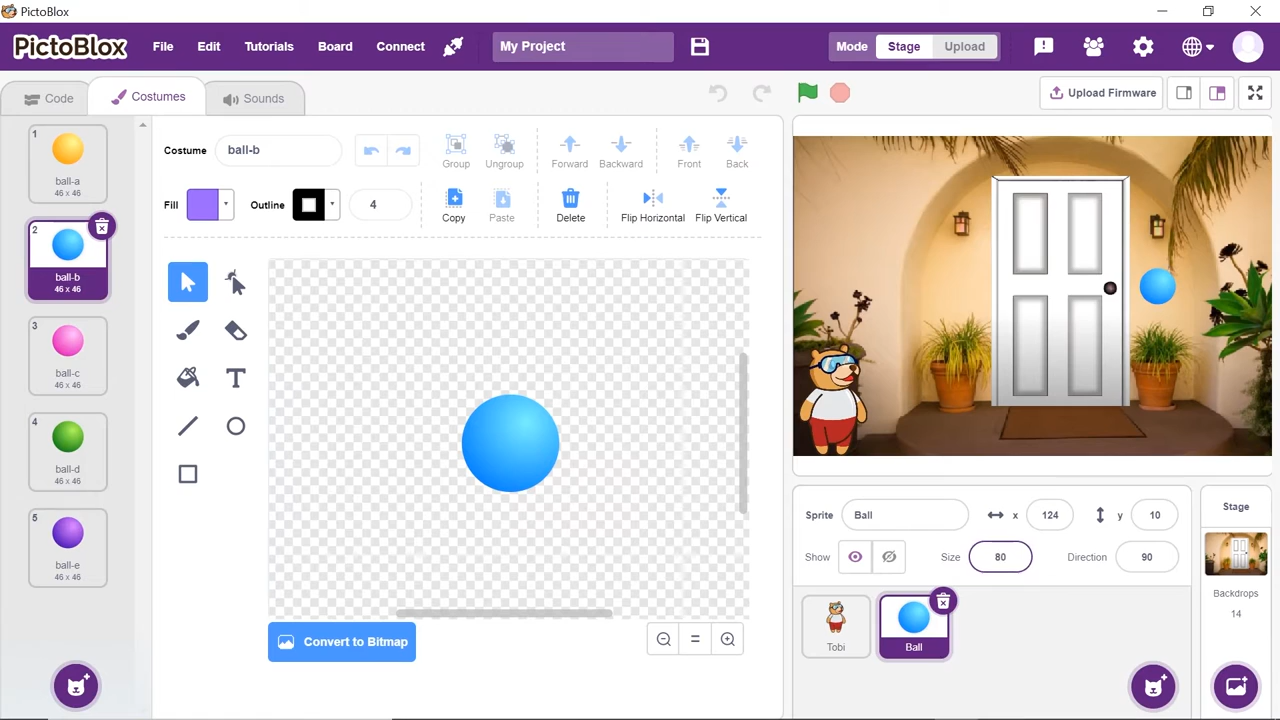 PictoBlox
PictoBlox File Edit Tutorials Board Connect My Project Mode Stage Upload
Code Costumes Sounds Upload Firmware
1
ball-a
46 x 46
2
ball-b
46 x 46
3
ball-c
46 x 46
4
ball-d
46 x 46
5
ball-e
46 x 46
Costume ball-b Group Ungroup Forward Backward Front Back
Fill Outline 4 Copy Paste Delete Flip Horizontal Flip Vertical
T
Convert to Bitmap
Sprite Ball x 124 y 10
Show Size 80 Direction 90
Tobi Ball
Stage
Backdrops
14